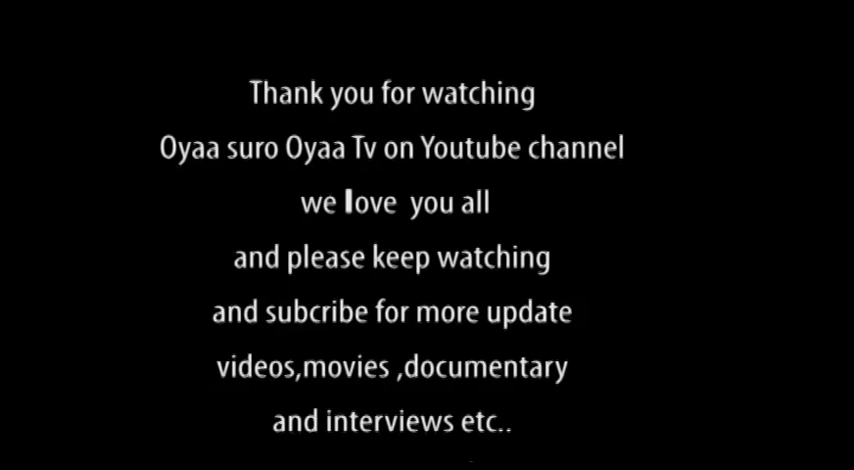 Thank you for watching
Oyaa suro Oyaa Tv on Youtube channel
we love you all
and please keep watching
and subcribe for more update
videos,movies ,documentary
and interviews etc..